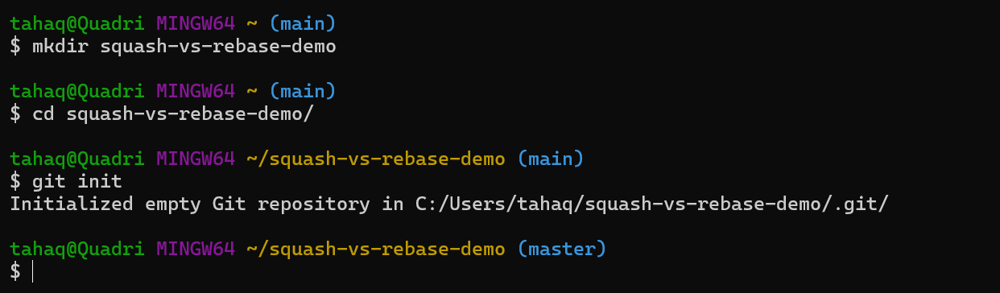 tahaq@Quadri MINGW64 ~ (main)
$ mkdir squash-vs-rebase-demo
tahaq@Quadri MINGW64 ~ (main)
$ cd squash-vs-rebase-demo/
tahaq@Quadri MINGW64 ~/squash-vs-rebase-demo (main)
$ git init
Initialized empty Git repository in C:/Users/tahaq/squash-vs-rebase-demo/.git/
tahaq@Quadri MINGW64 ~/squash-vs-rebase-demo (master)
$